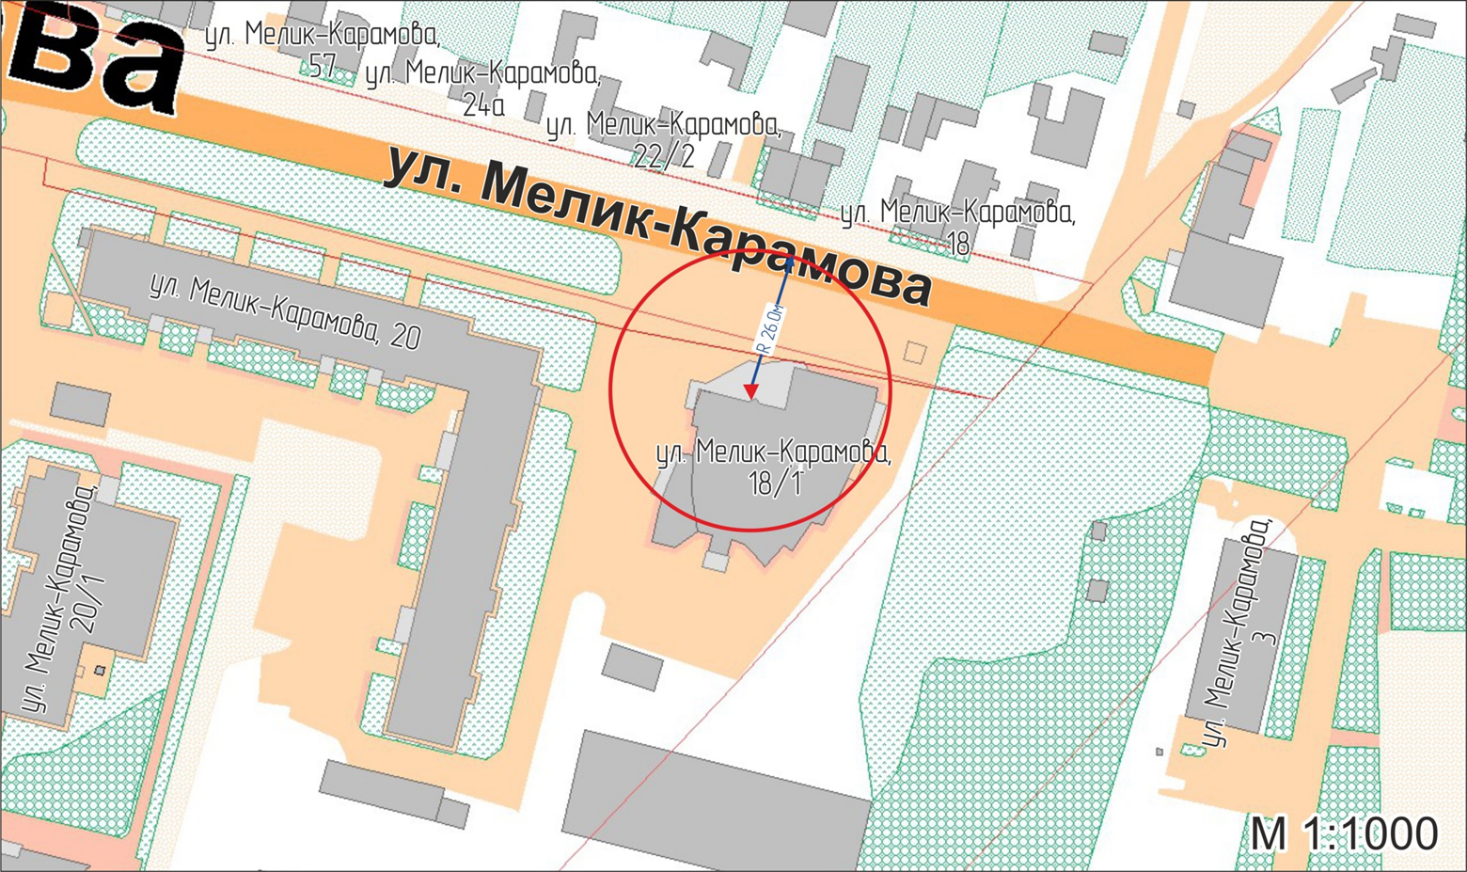 ва
ул. Мелик-Карамова,
57
ул. Мелик-Карамова,
24а
ул. Мелик-Карамова,
22/2
ул. Мелик-Карамова
ул. Мелик-Карамова,
18
ул. Мелик-Карамова, 20
R 26.0м
ул. Мелик-Карамова,
18/1
ул. Мелик-Карамова,
20/1
ул. Мелик-Карамова,
3
М 1:1000